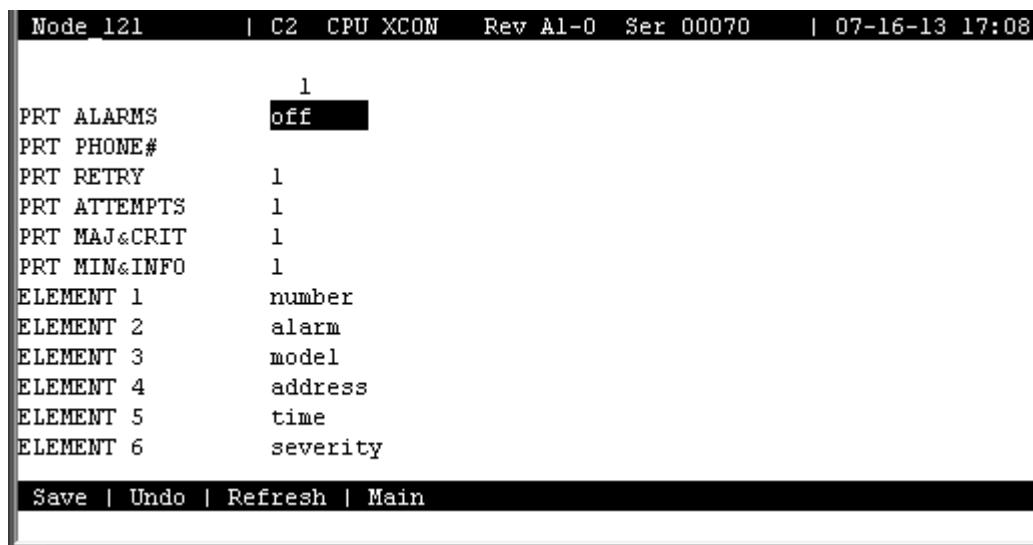 Node_121 | C2 CPU XCON Rev A1-0 Ser 00070 | 07-16-13 17:08
1
PRT ALARMS off
PRT PHONE#
PRT RETRY 1
PRT ATTEMPTS 1
PRT MAJ&CRIT 1
PRT MIN&INFO 1
ELEMENT 1 number
ELEMENT 2 alarm
ELEMENT 3 model
ELEMENT 4 address
ELEMENT 5 time
ELEMENT 6 severity
Save | Undo | Refresh | Main